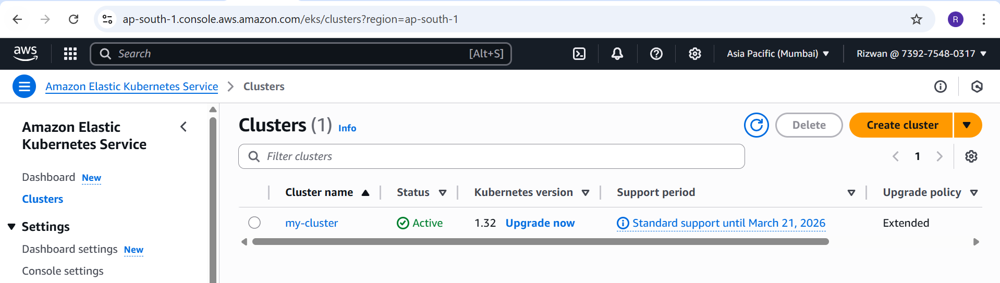 ap-south-1.console.aws.amazon.com/eks/clusters?region=ap-south-1
R
aws
Search
[Alt+S]
Asia Pacific (Mumbai)
Rizwan @ 7392-7548-0317
Amazon Elastic Kubernetes Service
Clusters
Amazon Elastic
Kubernetes Service
Dashboard New
Clusters
Settings
Dashboard settings New
Console settings
Clusters (1) Info
Delete
Create cluster
Filter clusters
1
Cluster name Status Kubernetes version Support period Upgrade policy
my-cluster Active 1.32 Upgrade now Standard support until March 21, 2026 Extended